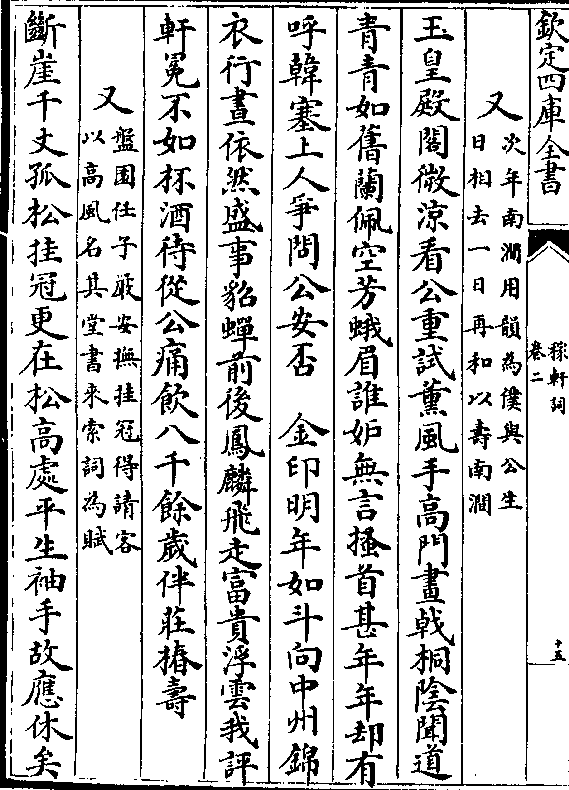 欽定四庫全書
稼軒詞
卷二
十五
又
次年南澗用韻為僕與公生
日相去一日再和以壽南澗
玉皇殿閣微涼看公重試薰風手高門畫㦸桐陰聞道
青青如舊蘭佩空芳蛾眉誰妒無言搔首甚年年却有
呼韓塞上人爭問公安否　金印明年如斗向中州錦
衣行晝依然盛事貂蟬前後鳳麟飛走富貴浮雲我評
軒冕不如杯酒待從公痛飲八千餘歲伴莊椿壽
又
盤園任子嚴安撫挂冠得請客
以高風名其堂書來索詞為賦
斷崖千丈孤松挂冠更在松高處平生袖手故應休矣